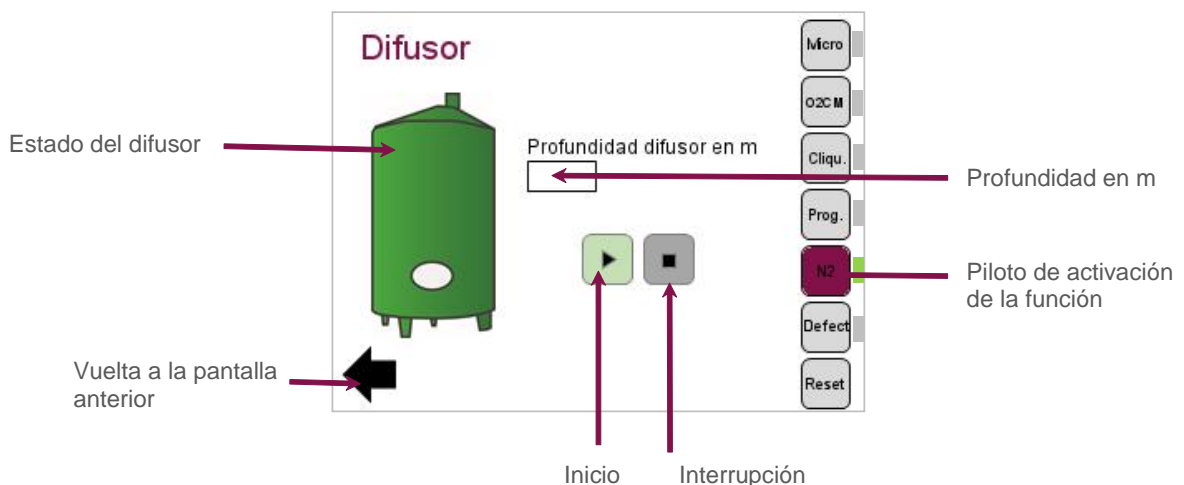 Difusor
Micro
O2CM
Estado del difusor
Profundidad difusor en m
Cliqu.
Profundidad en m
Prog.
N2
Piloto de activación
de la función
Defect
Vuelta a la pantalla
anterior
Reset
Inicio
Interrupción